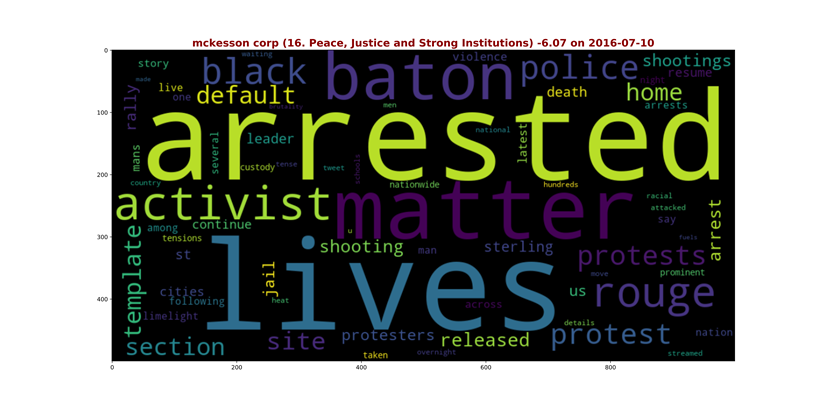 mckesson corp (16. Peace, Justice and Strong Institutions) -6.07 on 2016-07-10
0
100
200
300
400
0
200
400
600
800
waiting
story
black
baton
violence
police
shootings
resume
made
live
default
night
home
death
one
rally
brutality
men
arrests
arrested
national
latest
leader
several
mans
custody
tense
tweet
schools
country
nationwide
hundreds
activist
matter
racial
attacked
say
arrest
among
continue
u
tensions
shooting
man
sterling
fuels
template
st
lives
protests
jail
move
prominent
cities
following
heat
across
us
rouge
limelight
details
section
site
protesters
released
protest
nation
taken
overnight
streamed